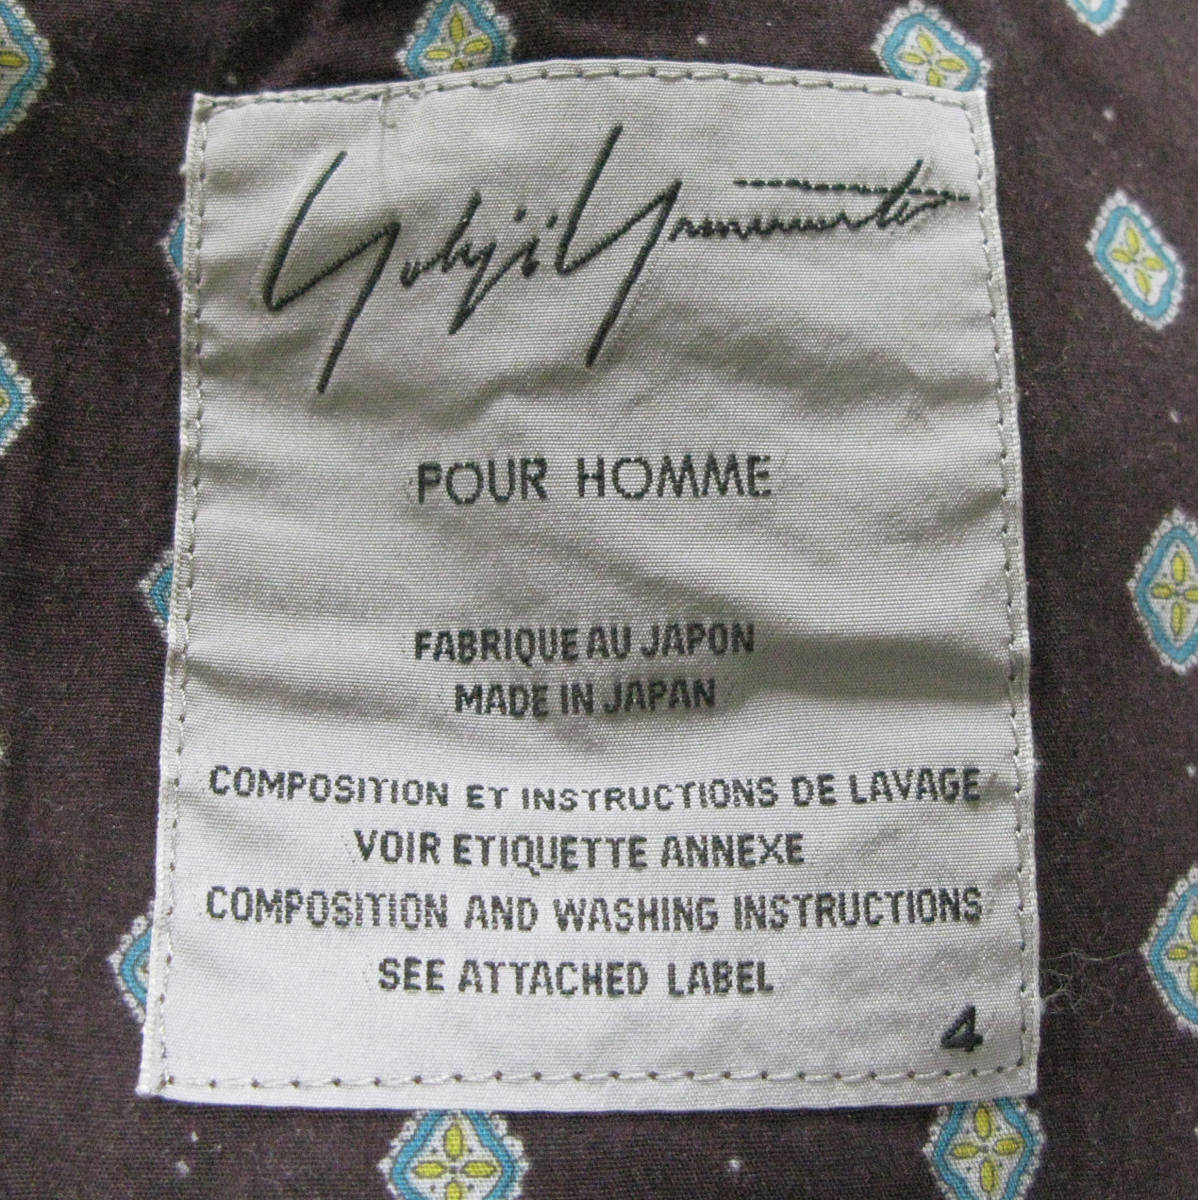 Yohji Yamamoto
POUR HOMME
FABRIQUE AU JAPON
MADE IN JAPAN
COMPOSITION ET INSTRUCTIONS DE LAVAGE
VOIR ETIQUETTE ANNEXE
COMPOSITION AND WASHING INSTRUCTIONS
SEE ATTACHED LABEL
4